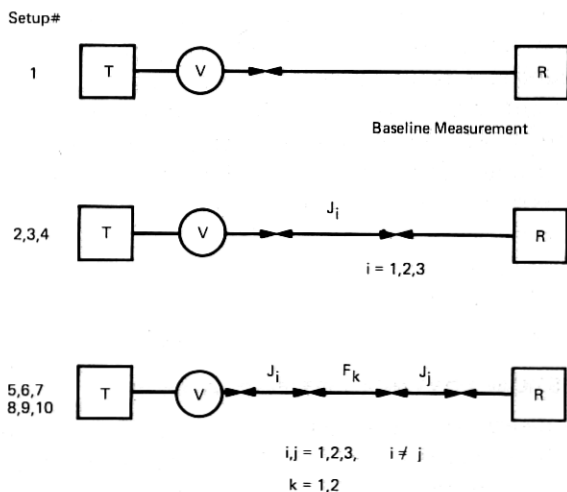 Setup#
1 T V R
Baseline Measurement
J_i
2,3,4 T V R
i = 1,2,3
J_i F_k J_j
5,6,7 T V R
8,9,10
i,j = 1,2,3, i ≠ j
k = 1,2